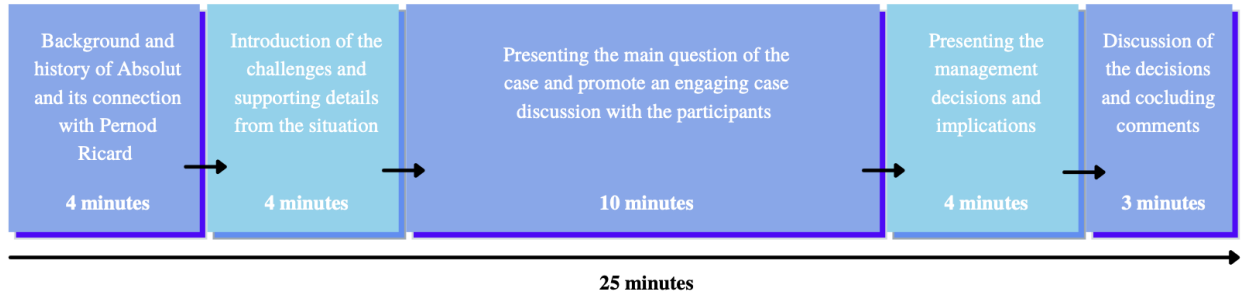 Background and
history of Absolut
and its connection
with Pernod
Ricard
4 minutes
Introduction of the
challenges and
supporting details
from the situation
4 minutes
Presenting the main question of the
case and promote an engaging case
discussion with the participants
10 minutes
Presenting the
management
decisions and
implications
4 minutes
Discussion of
the decisions
and cocluding
comments
3 minutes
25 minutes